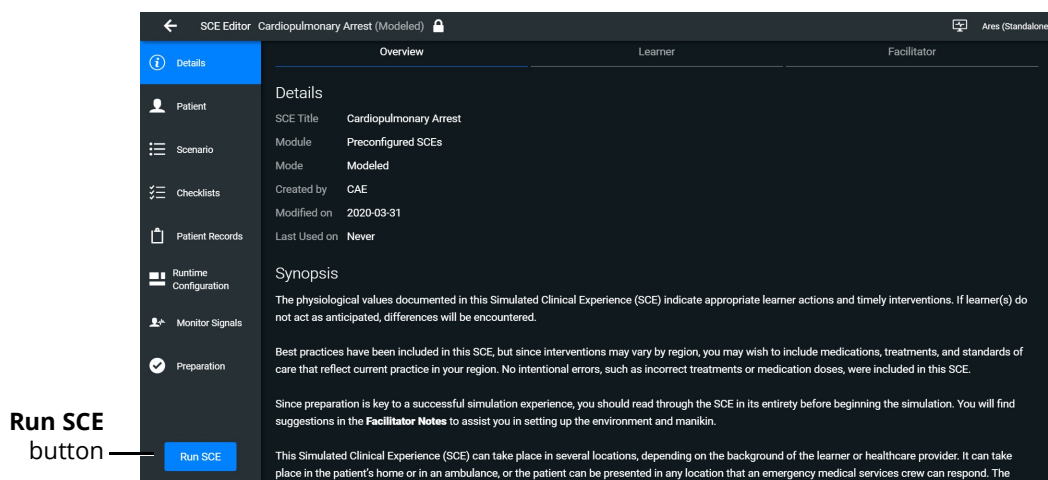 SCE Editor Cardiopulmonary Arrest (Modeled)
Ares (Standalone
Details
Patient
Scenario
Checklists
Patient Records
Runtime
Configuration
Monitor Signals
Preparation
Run SCE
Run SCE
button
Overview
Learner
Facilitator
Details
SCE Title Cardiopulmonary Arrest
Module Preconfigured SCEs
Mode Modeled
Created by CAE
Modified on 2020-03-31
Last Used on Never
Synopsis
The physiological values documented in this Simulated Clinical Experience (SCE) indicate appropriate learner actions and timely interventions. If learner(s) do
not act as anticipated, differences will be encountered.
Best practices have been included in this SCE, but since interventions may vary by region, you may wish to include medications, treatments, and standards of
care that reflect current practice in your region. No intentional errors, such as incorrect treatments or medication doses, were included in this SCE.
Since preparation is key to a successful simulation experience, you should read through the SCE in its entirety before beginning the simulation. You will find
suggestions in the Facilitator Notes to assist you in setting up the environment and manikin.
This Simulated Clinical Experience (SCE) can take place in several locations, depending on the background of the learner or healthcare provider. It can take
place in the patient's home or in an ambulance, or the patient can be presented in any location that an emergency medical services crew can respond. The